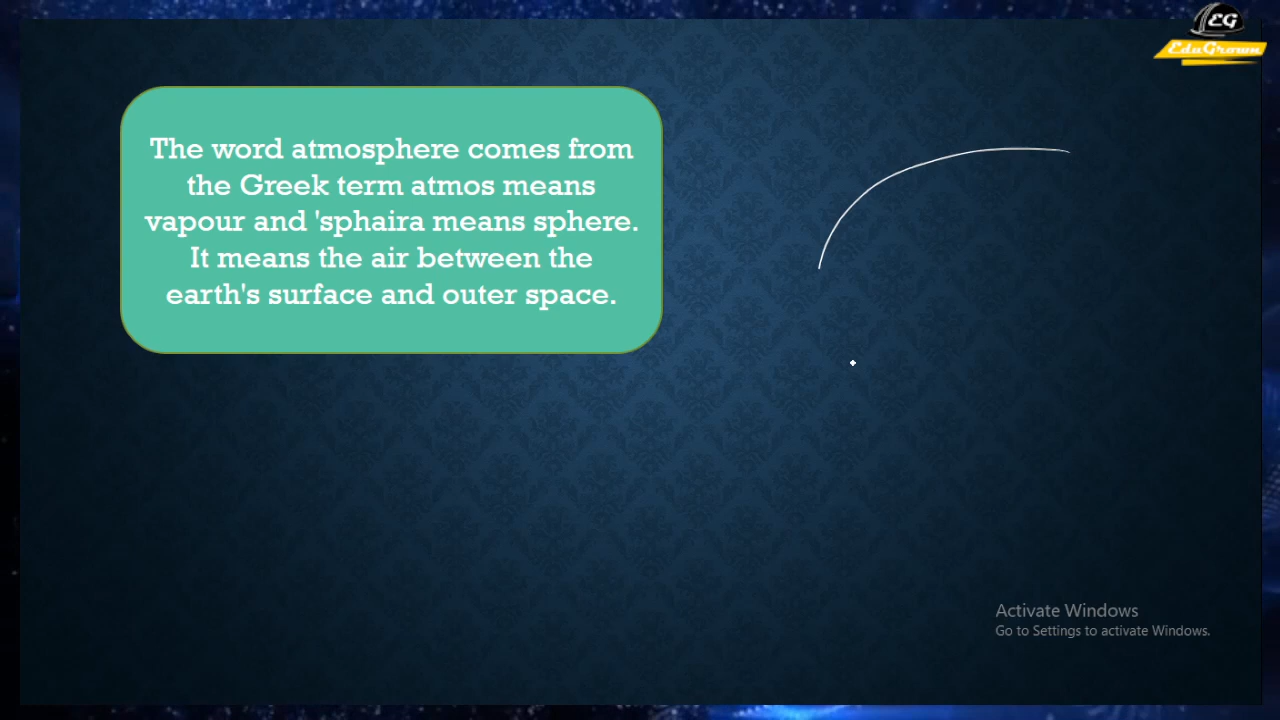 EG
EduGrown
The word atmosphere comes from
the Greek term atmos means
vapour and 'sphaira means sphere.
It means the air between the
earth's surface and outer space.
Activate Windows
Go to Settings to activate Windows.